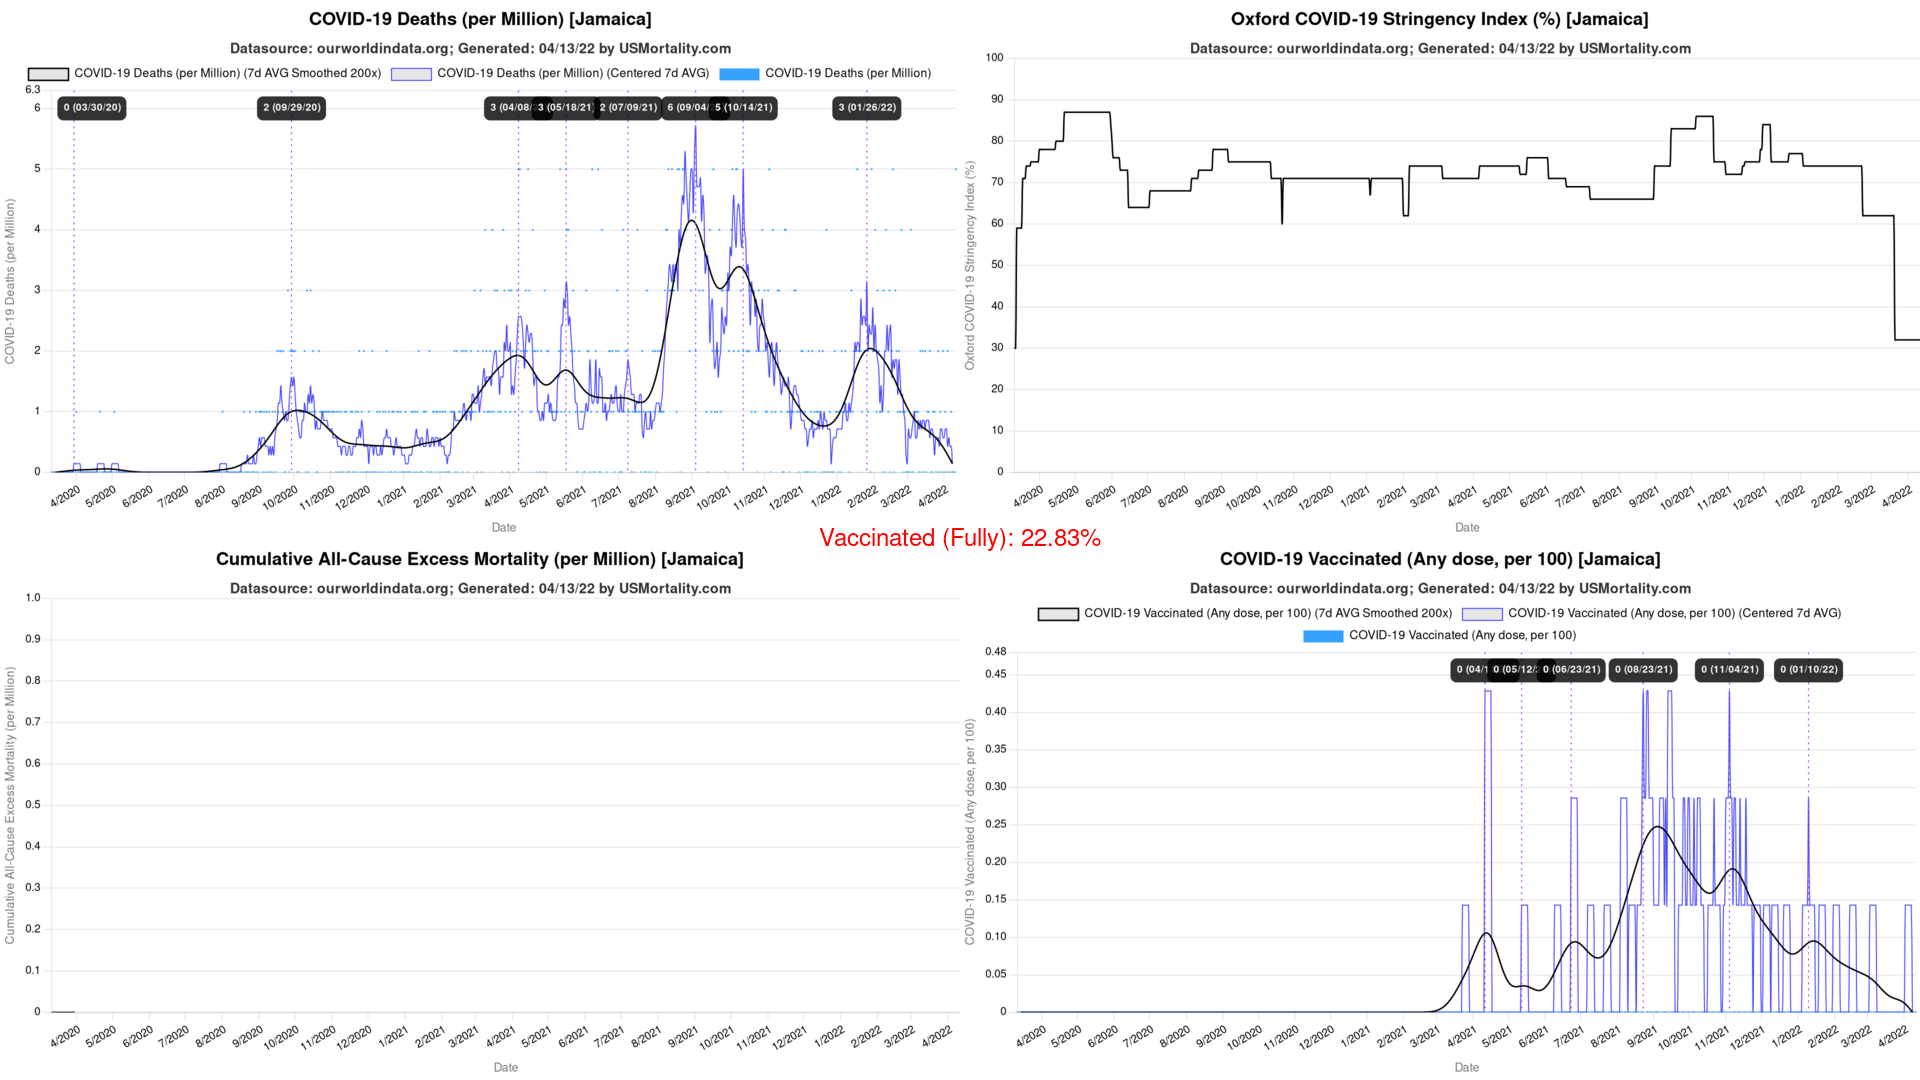 COVID-19 Deaths (per Million) [Jamaica]
Datasource: ourworldindata.org; Generated: 04/13/22 by USMortality.com
COVID-19 Deaths (per Million) (7d AVG Smoothed 200x) COVID-19 Deaths (per Million) (Centered 7d AVG) COVID-19 Deaths (per Million)
6.3
6
5
4
3
2
1
0
COVID-19 Deaths (per Million)
0 (03/30/20) 2 (09/29/20) 3 (04/08/ 3 (05/18/21) 2 (07/09/21) 6 (09/04/ 5 (10/14/21) 3 (01/26/22)
4/2020 5/2020 6/2020 7/2020 8/2020 9/2020 10/2020 11/2020 12/2020 1/2021 2/2021 3/2021 4/2021 5/2021 6/2021 7/2021 8/2021 9/2021 10/2021 11/2021 12/2021 1/2022 2/2022 3/2022 4/2022
Date
Oxford COVID-19 Stringency Index (%) [Jamaica]
Datasource: ourworldindata.org; Generated: 04/13/22 by USMortality.com
100
90
80
70
60
50
40
30
20
10
0
Oxford COVID-19 Stringency Index (%)
4/2020 5/2020 6/2020 7/2020 8/2020 9/2020 10/2020 11/2020 12/2020 1/2021 2/2021 3/2021 4/2021 5/2021 6/2021 7/2021 8/2021 9/2021 10/2021 11/2021 12/2021 1/2022 2/2022 3/2022 4/2022
Date
Vaccinated (Fully): 22.83%
Cumulative All-Cause Excess Mortality (per Million) [Jamaica]
Datasource: ourworldindata.org; Generated: 04/13/22 by USMortality.com
1.0
0.9
0.8
0.7
0.6
0.5
0.4
0.3
0.2
0.1
0
Cumulative All-Cause Excess Mortality (per Million)
4/2020 5/2020 6/2020 7/2020 8/2020 9/2020 10/2020 11/2020 12/2020 1/2021 2/2021 3/2021 4/2021 5/2021 6/2021 7/2021 8/2021 9/2021 10/2021 11/2021 12/2021 1/2022 2/2022 3/2022 4/2022
Date
COVID-19 Vaccinated (Any dose, per 100) [Jamaica]
Datasource: ourworldindata.org; Generated: 04/13/22 by USMortality.com
COVID-19 Vaccinated (Any dose, per 100) (7d AVG Smoothed 200x) COVID-19 Vaccinated (Any dose, per 100) (Centered 7d AVG)
COVID-19 Vaccinated (Any dose, per 100)
0.48
0.45
0.40
0.35
0.30
0.25
0.20
0.15
0.10
0.05
0
COVID-19 Vaccinated (Any dose, per 100)
0 (04/1 0 (05/12/ 0 (06/23/21) 0 (08/23/21) 0 (11/04/21) 0 (01/10/22)
4/2020 5/2020 6/2020 7/2020 8/2020 9/2020 10/2020 11/2020 12/2020 1/2021 2/2021 3/2021 4/2021 5/2021 6/2021 7/2021 8/2021 9/2021 10/2021 11/2021 12/2021 1/2022 2/2022 3/2022 4/2022
Date